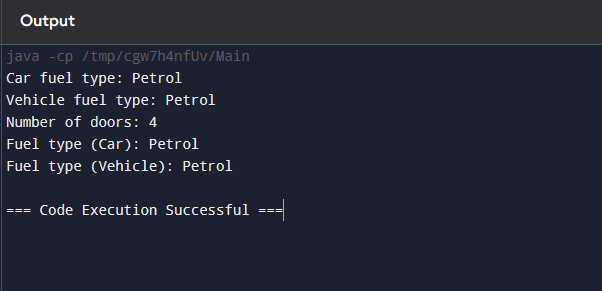 Output
java -cp /tmp/cgw7h4nfUv/Main
Car fuel type: Petrol
Vehicle fuel type: Petrol
Number of doors: 4
Fuel type (Car): Petrol
Fuel type (Vehicle): Petrol
=== Code Execution Successful ===